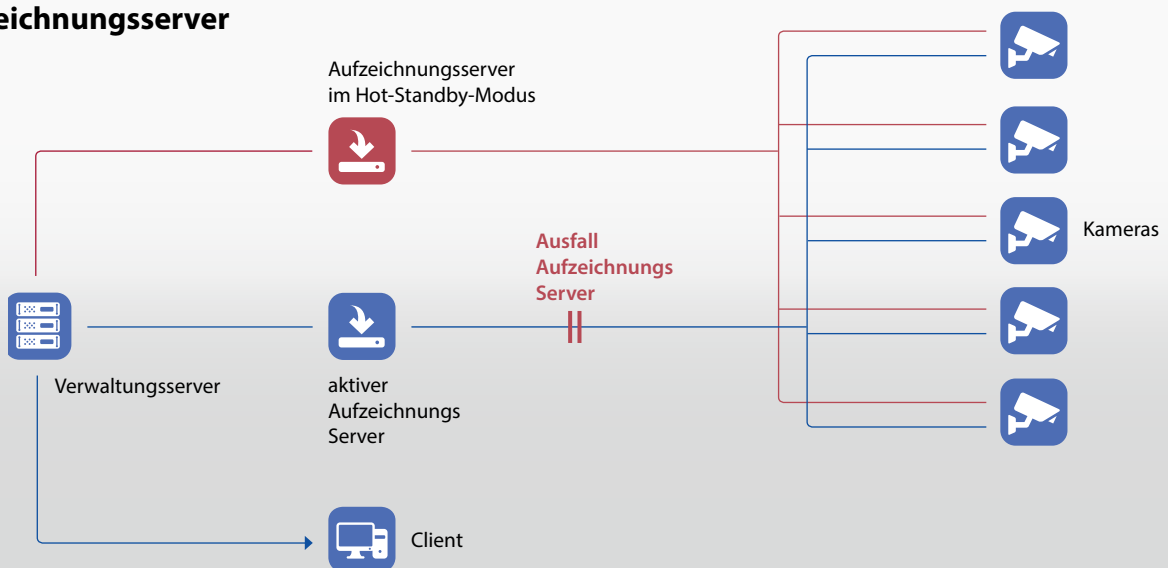 eichnungsserver
Aufzeichnungsserver
im Hot-Standby-Modus
Ausfall
Aufzeichnungs
Server
Kameras
Verwaltungsserver
aktiver
Aufzeichnungs
Server
Client